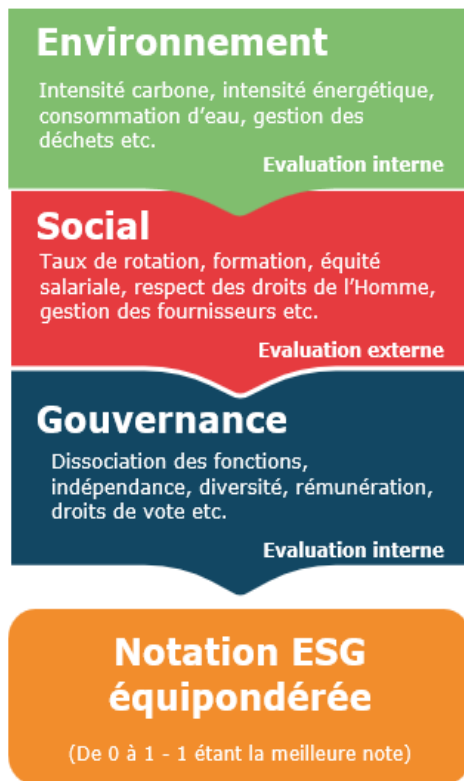 Environnement
Intensité carbone, intensité énergétique,
consommation d'eau, gestion des
déchets etc.
Evaluation interne
Social
Taux de rotation, formation, équité
salariale, respect des droits de l'Homme,
gestion des fournisseurs etc.
Evaluation externe
Gouvernance
Dissociation des fonctions,
indépendance, diversité, rémunération,
droits de vote etc.
Evaluation interne
Notation ESG
équipondérée
(De 0 à 1 - 1 étant la meilleure note)